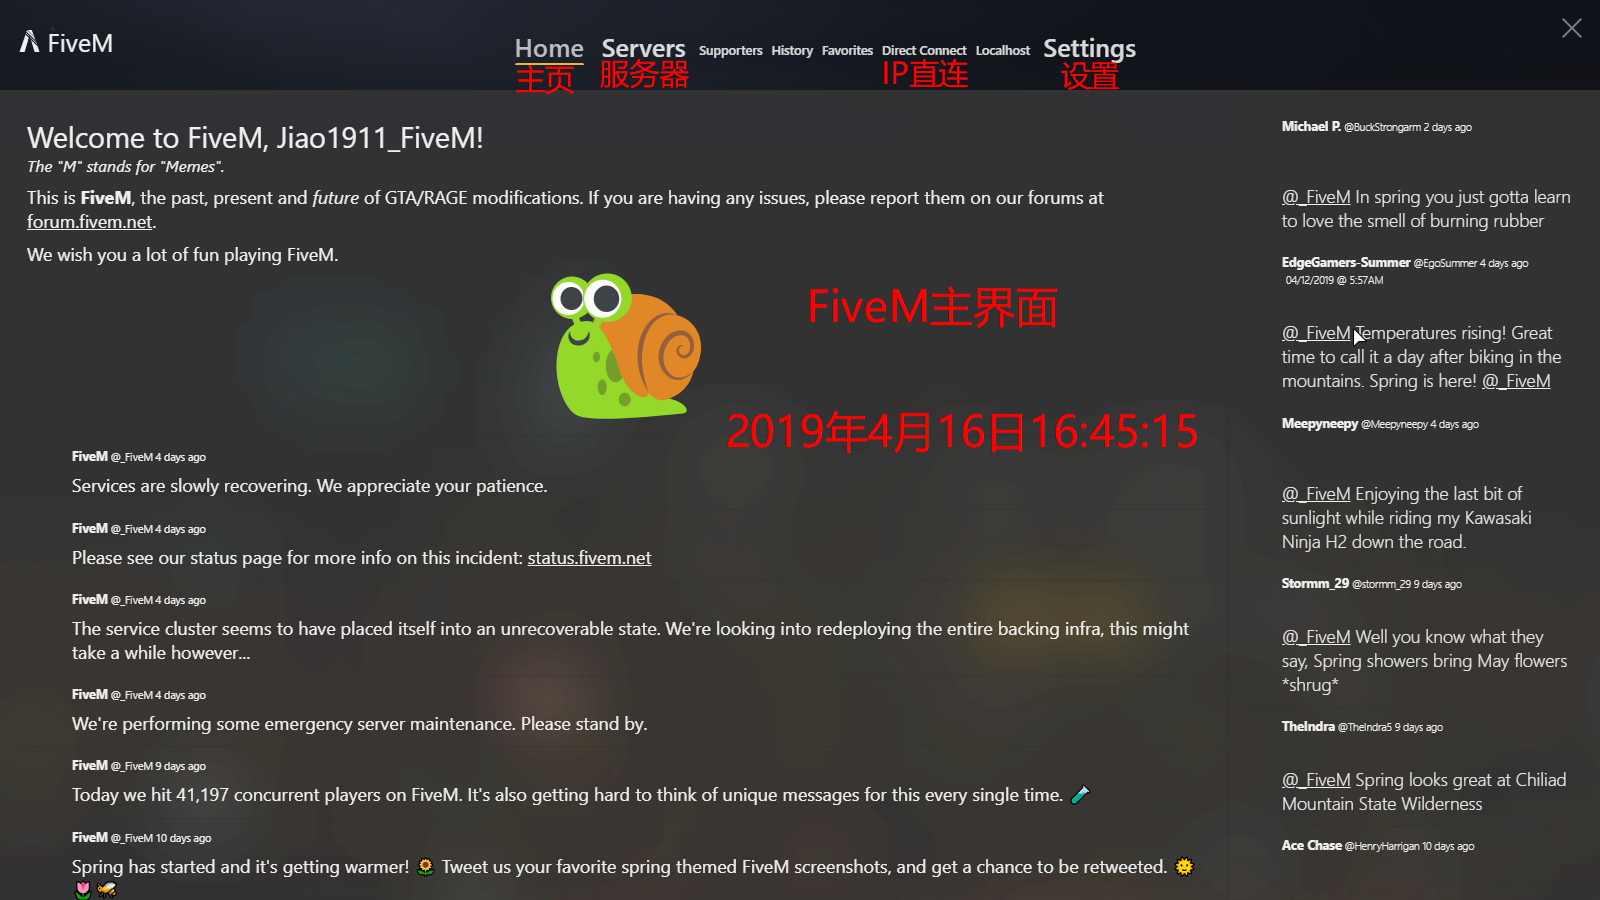 FiveM
Home Servers Supporters History Favorites Direct Connect Localhost Settings
主页 服务器 IP直连 设置
Welcome to FiveM, Jiao1911_FiveM!
The "M" stands for "Memes".
This is FiveM, the past, present and future of GTA/RAGE modifications. If you are having any issues, please report them on our forums at
forum.fivem.net.
We wish you a lot of fun playing FiveM.
FiveM主界面
2019年4月16日16:45:15
FiveM @_FiveM 4 days ago
Services are slowly recovering. We appreciate your patience.
FiveM @_FiveM 4 days ago
Please see our status page for more info on this incident: status.fivem.net
FiveM @_FiveM 4 days ago
The service cluster seems to have placed itself into an unrecoverable state. We're looking into redeploying the entire backing infra, this might
take a while however...
FiveM @_FiveM 4 days ago
We're performing some emergency server maintenance. Please stand by.
FiveM @_FiveM 9 days ago
Today we hit 41,197 concurrent players on FiveM. It's also getting hard to think of unique messages for this every single time. 🧪
FiveM @_FiveM 10 days ago
Spring has started and it's getting warmer! 🌻 Tweet us your favorite spring themed FiveM screenshots, and get a chance to be retweeted. 🌞
🌷🐝
Michael P. @BuckStrongarm 2 days ago
@_FiveM In spring you just gotta learn
to love the smell of burning rubber
EdgeGamers-Summer @EgoSummer 4 days ago
04/12/2019 @ 5:57AM
@_FiveM Temperatures rising! Great
time to call it a day after biking in the
mountains. Spring is here! @_FiveM
Meepyneepy @Meepyneepy 4 days ago
@_FiveM Enjoying the last bit of
sunlight while riding my Kawasaki
Ninja H2 down the road.
Stormm_29 @stormm_29 9 days ago
@_FiveM Well you know what they
say, Spring showers bring May flowers
*shrug*
TheIndra @TheIndra5 9 days ago
@_FiveM Spring looks great at Chiliad
Mountain State Wilderness
Ace Chase @HenryHarrigan 10 days ago